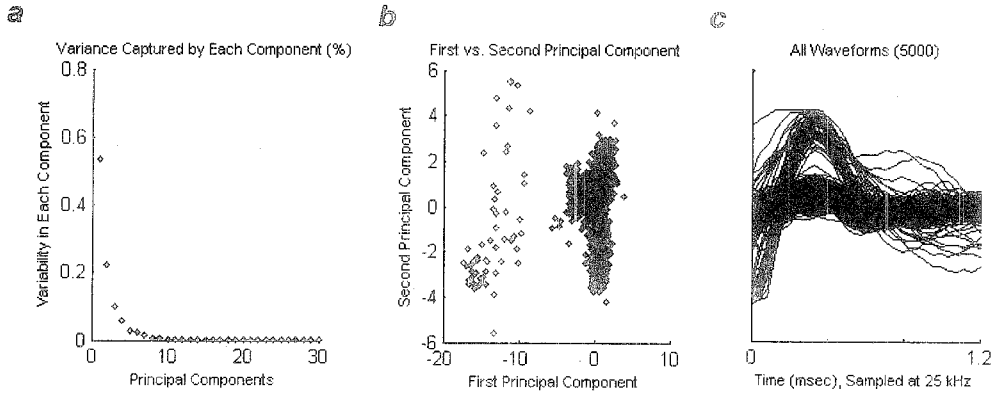 a
b
c
Variance Captured by Each Component (%)
First vs. Second Principal Component
All Waveforms (5000)
0.8
0.6
0.4
0.2
0
Variability in Each Component
0
10
20
30
Principal Components
6
4
2
0
-2
-4
-6
Second Principal Component
-20
-10
0
10
First Principal Component
0
1.2
Time (msec), Sampled at 25 kHz